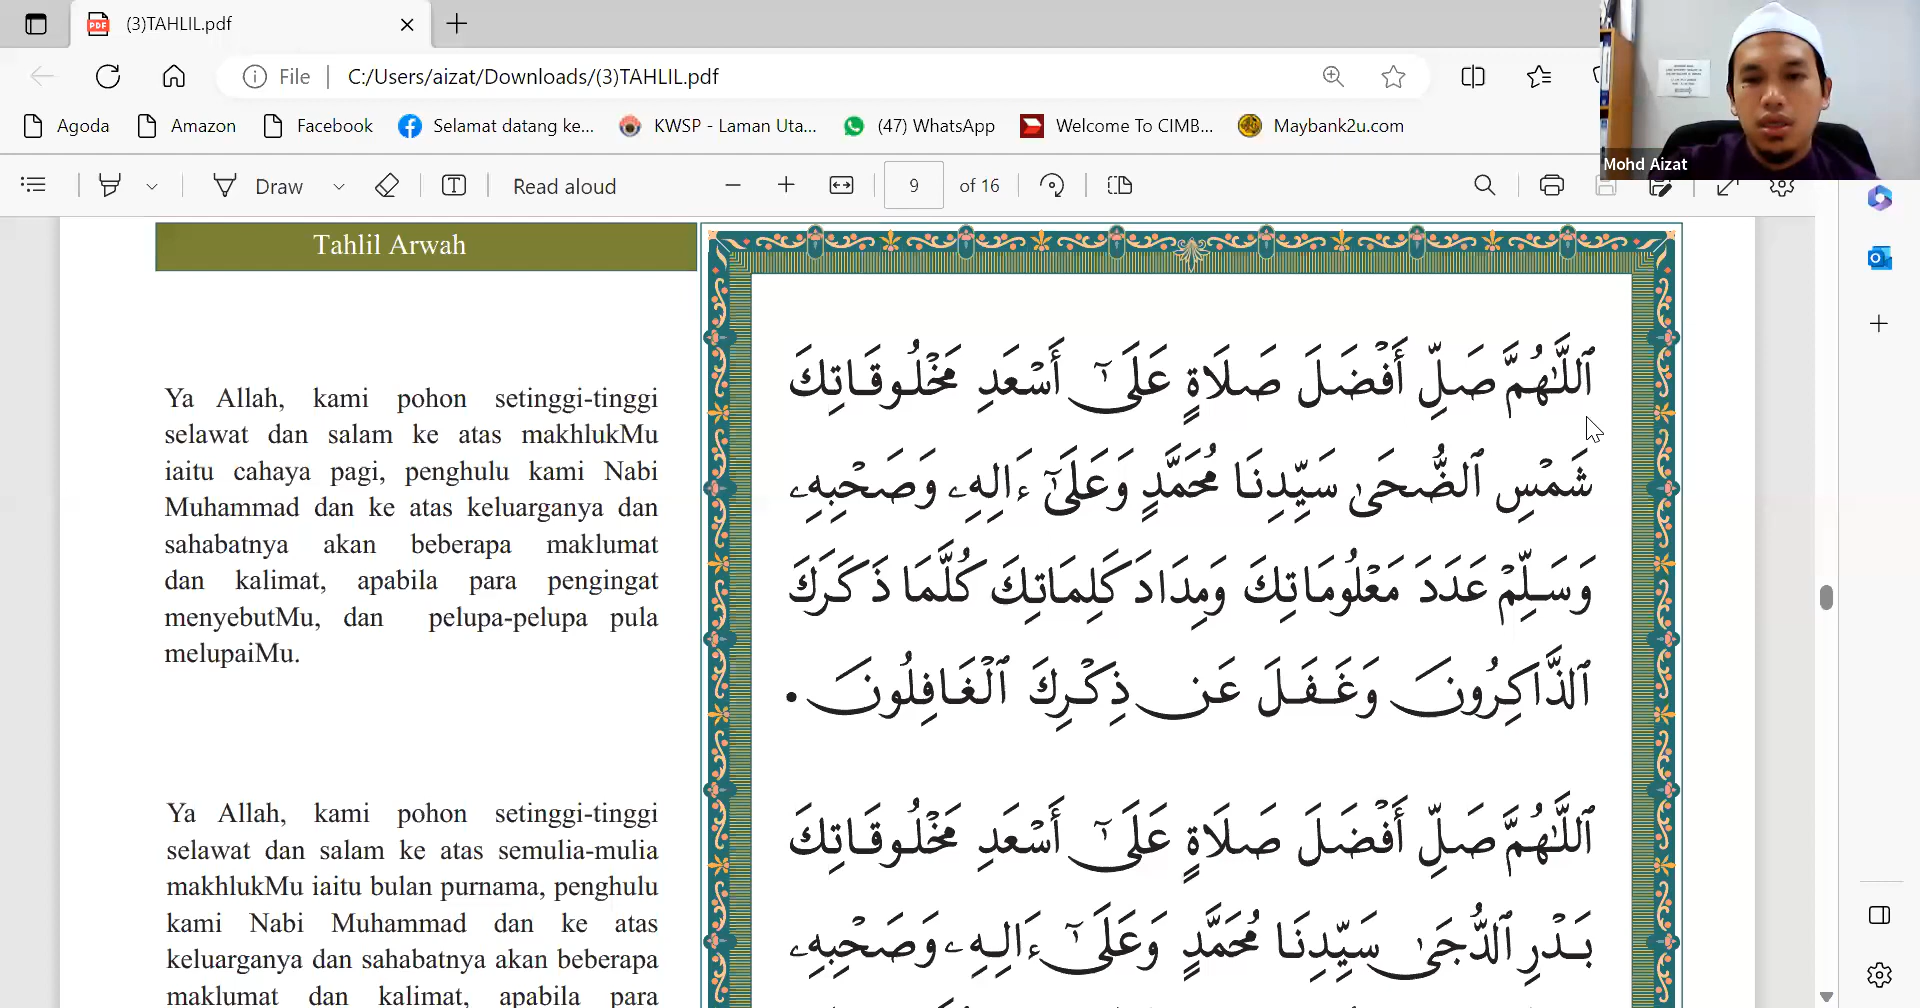 (3)TAHLIL.pdf
File C:/Users/aizat/Downloads/(3)TAHLIL.pdf
Agoda Amazon Facebook Selamat datang ke... KWSP - Laman Uta... (47) WhatsApp Welcome To CIMB... Maybank2u.com
Mohd Aizat
Draw Read aloud 9 of 16
Tahlil Arwah
Ya Allah, kami pohon setinggi-tinggi
selawat dan salam ke atas makhlukMu
iaitu cahaya pagi, penghulu kami Nabi
Muhammad dan ke atas keluarganya dan
sahabatnya akan beberapa maklumat
dan kalimat, apabila para pengingat
menyebutMu, dan pelupa-pelupa pula
melupaiMu.
Ya Allah, kami pohon setinggi-tinggi
selawat dan salam ke atas semulia-mulia
makhlukMu iaitu bulan purnama, penghulu
kami Nabi Muhammad dan ke atas
keluarganya dan sahabatnya akan beberapa
maklumat dan kalimat, apabila para
ٱللَّٰهُمَّ صَلِّ أَفْضَلَ صَلَاةٍ عَلَىٰٓ أَسْعَدِ مَخْلُوقَاتِكَ
شَمْسِ ٱلضُّحَىٰ سَيِّدِنَا مُحَمَّدٍ وَعَلَىٰٓ ءَالِهِۦ وَصَحْبِهِۦ
وَسَلِّمْ عَدَدَ مَعْلُومَاتِكَ وَمِدَادَ كَلِمَاتِكَ كُلَّمَا ذَكَرَكَ
ٱلذَّاكِرُونَ وَغَفَلَ عَن ذِكْرِكَ ٱلْغَافِلُونَ.
ٱللَّٰهُمَّ صَلِّ أَفْضَلَ صَلَاةٍ عَلَىٰٓ أَسْعَدِ مَخْلُوقَاتِكَ
بَدْرِ ٱلدُّجَىٰ سَيِّدِنَا مُحَمَّدٍ وَعَلَىٰٓ ءَالِهِۦ وَصَحْبِهِۦ